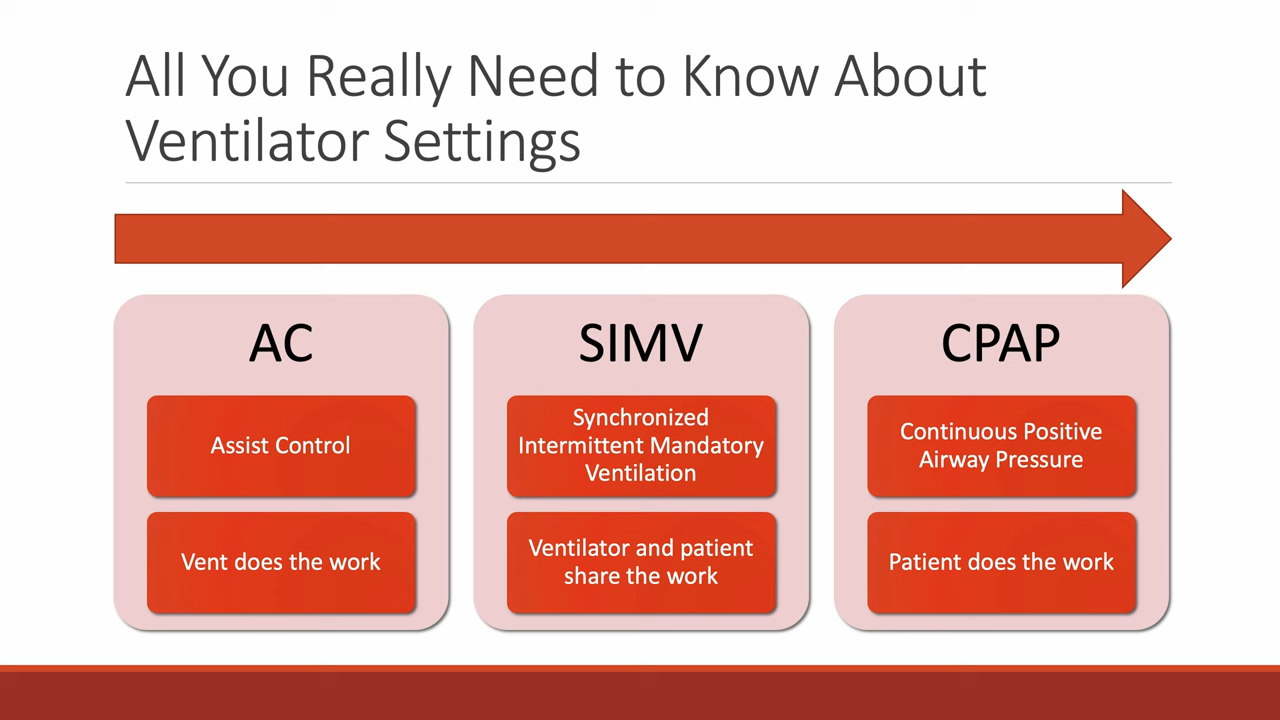 All You Really Need to Know About
Ventilator Settings
AC
Assist Control
Vent does the work
SIMV
Synchronized
Intermittent Mandatory
Ventilation
Ventilator and patient
share the work
CPAP
Continuous Positive
Airway Pressure
Patient does the work